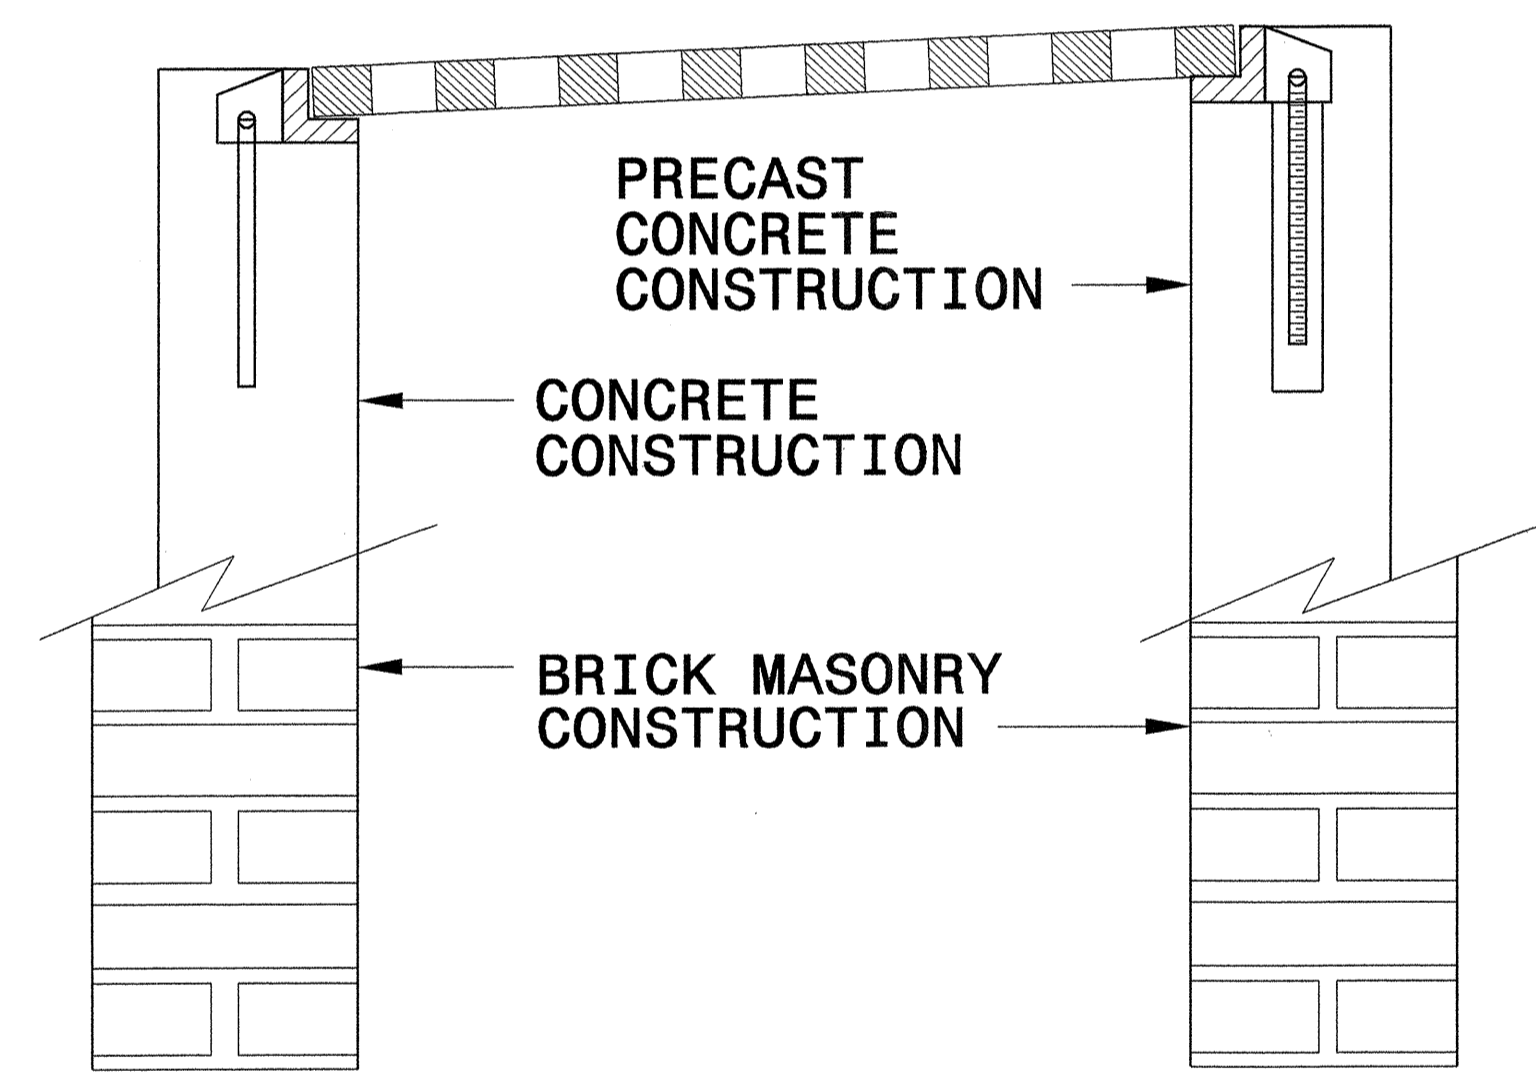 PRECAST
CONCRETE
CONSTRUCTION
CONCRETE
CONSTRUCTION
BRICK MASONRY
CONSTRUCTION